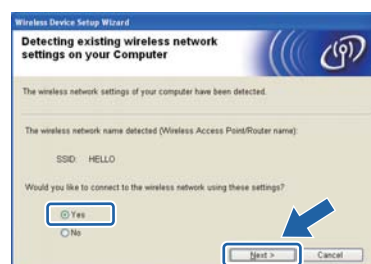 Wireless Device Setup Wizard
Detecting existing wireless network
settings on your Computer
The wireless network settings of your computer have been detected.
The wireless network name detected (Wireless Access Point/Router name):
SSID: HELLO
Would you like to connect to the wireless network using these settings?
Yes
No
Next >
Cancel